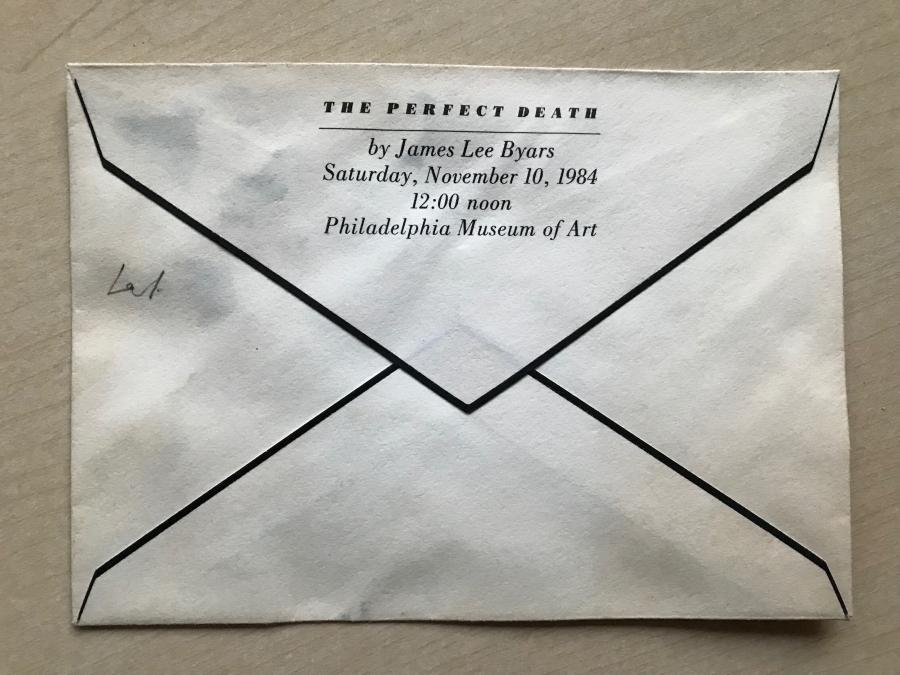 THE PERFECT DEATH
by James Lee Byars
Saturday, November 10, 1984
12:00 noon
Philadelphia Museum of Art